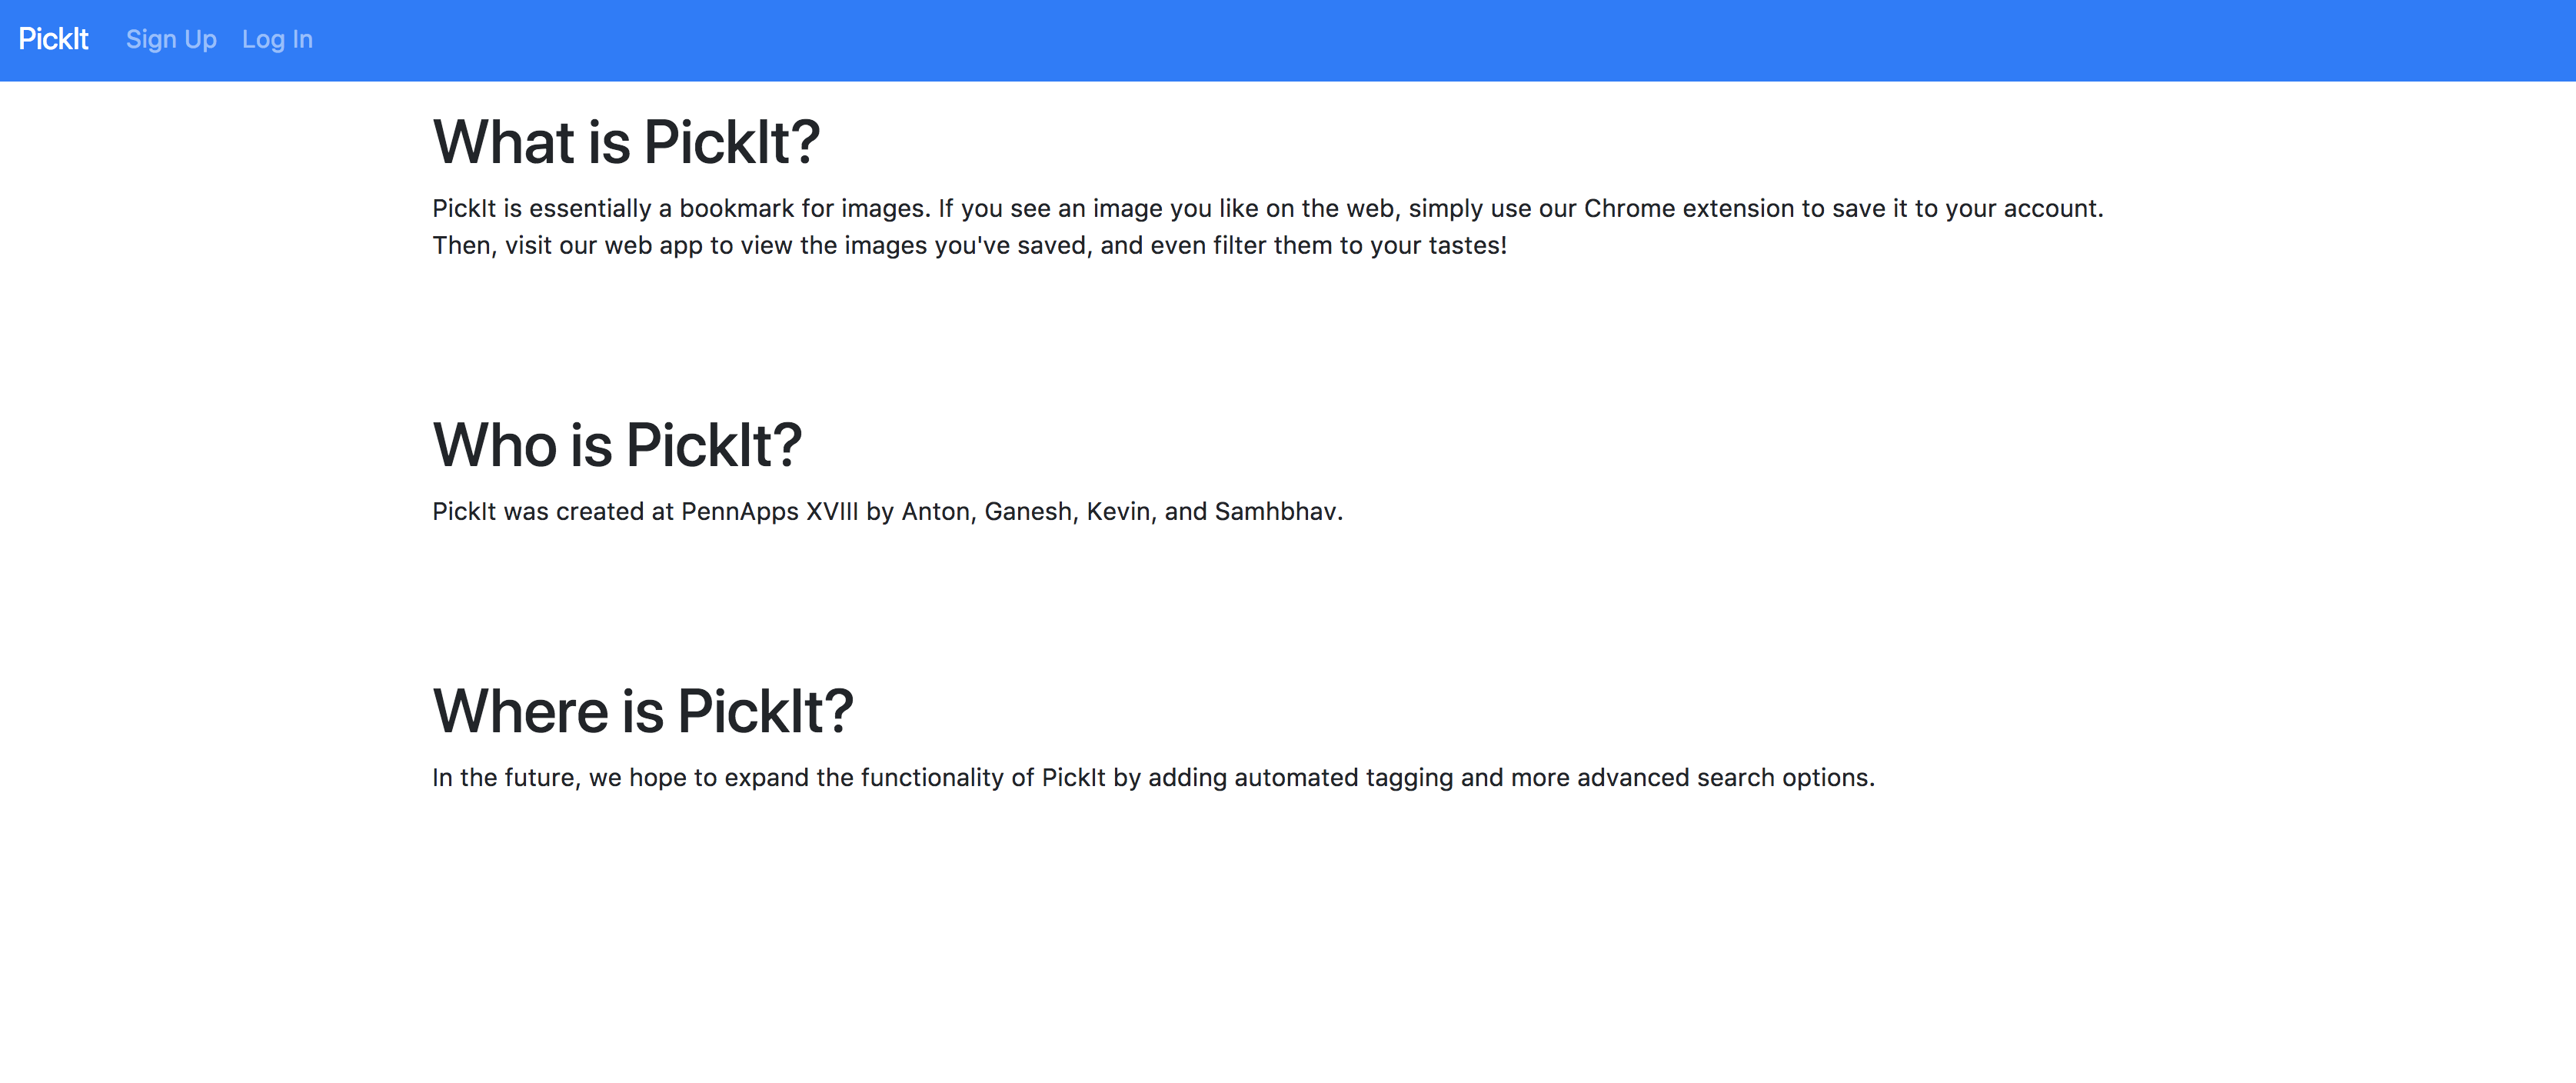 PickIt Sign Up Log In
What is PickIt?
PickIt is essentially a bookmark for images. If you see an image you like on the web, simply use our Chrome extension to save it to your account.
Then, visit our web app to view the images you've saved, and even filter them to your tastes!
Who is PickIt?
PickIt was created at PennApps XVIII by Anton, Ganesh, Kevin, and Samhbhav.
Where is PickIt?
In the future, we hope to expand the functionality of PickIt by adding automated tagging and more advanced search options.